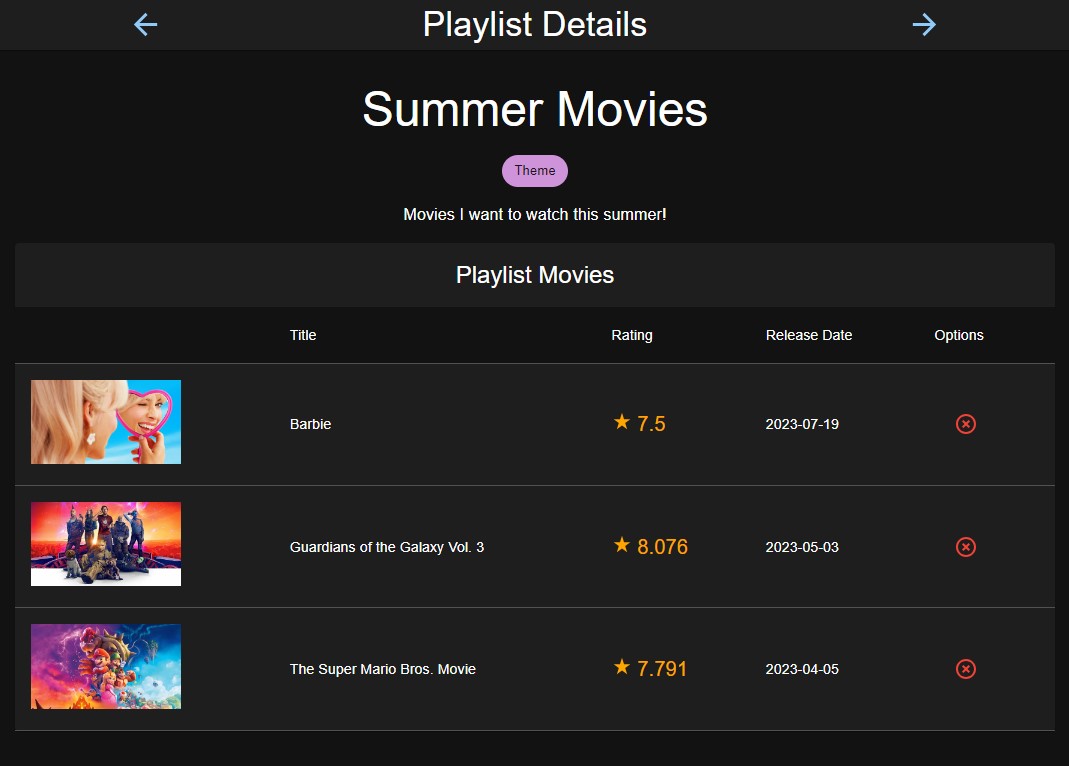 Playlist Details
Summer Movies
Theme
Movies I want to watch this summer!
Playlist Movies
Title Rating Release Date Options
Barbie ★ 7.5 2023-07-19
Guardians of the Galaxy Vol. 3 ★ 8.076 2023-05-03
The Super Mario Bros. Movie ★ 7.791 2023-04-05